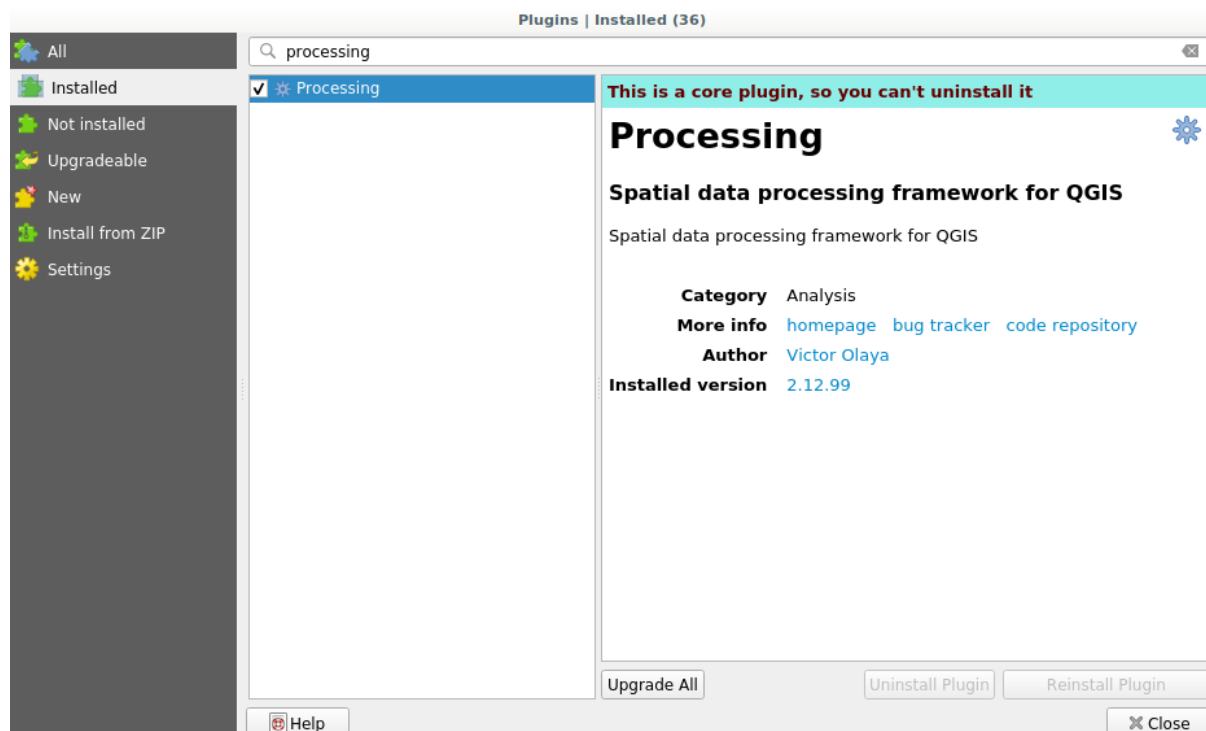 Plugins | Installed (36)
All
Installed
Not installed
Upgradeable
New
Install from ZIP
Settings
processing
Processing
This is a core plugin, so you can't uninstall it
Processing
Spatial data processing framework for QGIS
Spatial data processing framework for QGIS
Category Analysis
More info homepage bug tracker code repository
Author Victor Olaya
Installed version 2.12.99
Upgrade All Uninstall Plugin Reinstall Plugin
Help Close